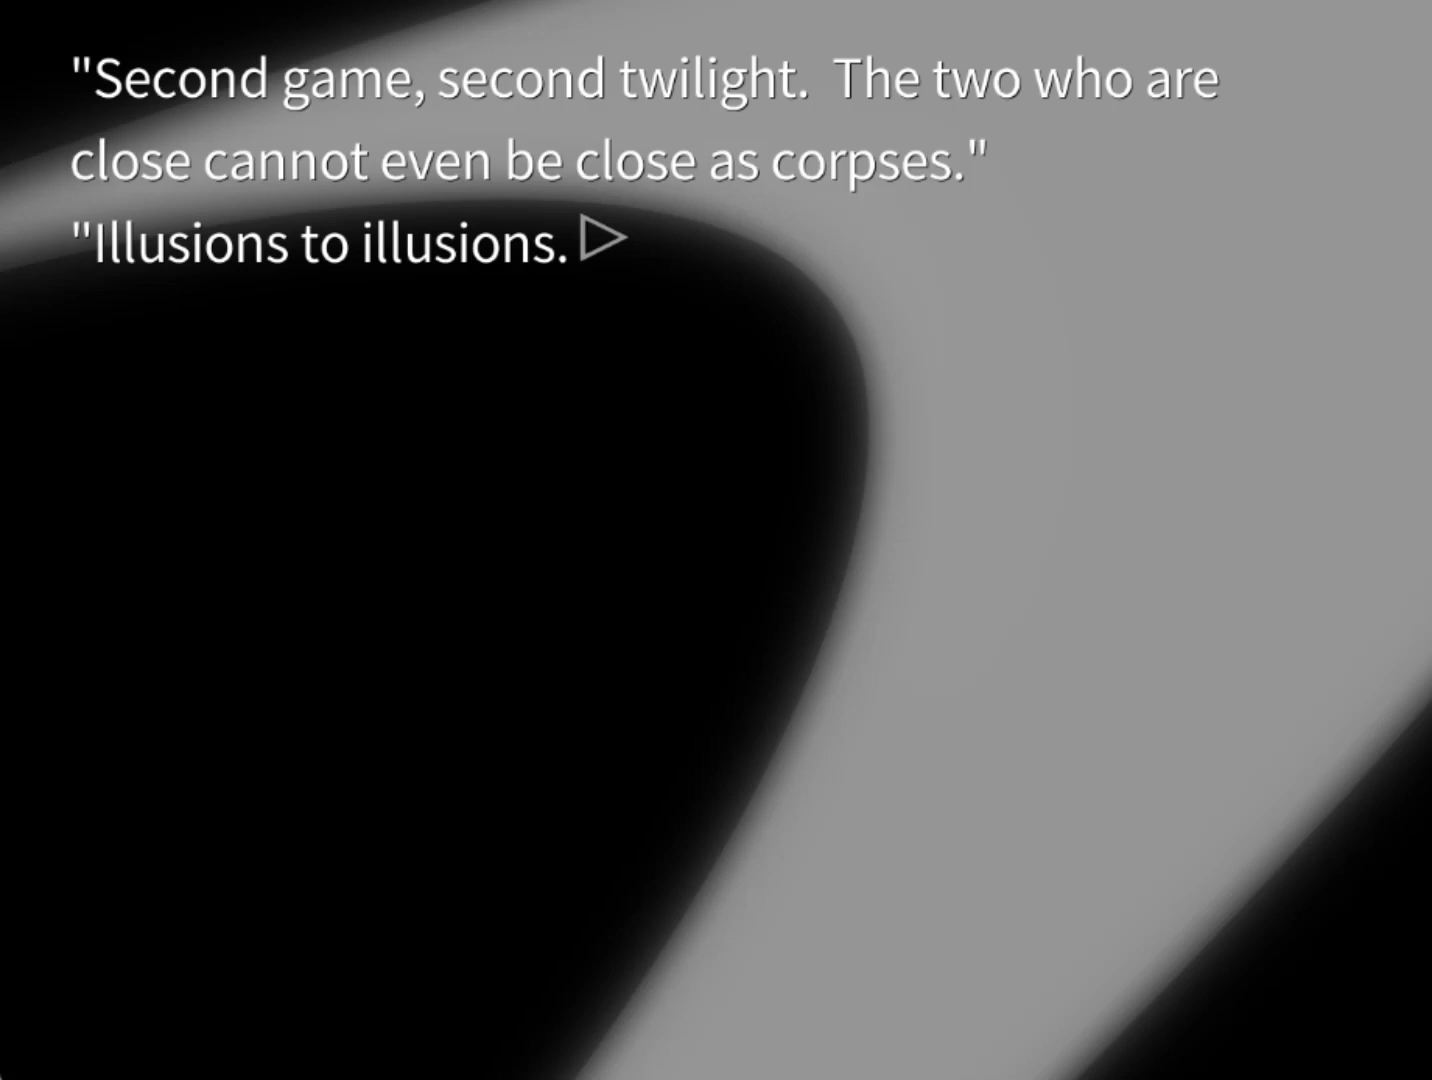 "Second game, second twilight.  The two who are
close cannot even be close as corpses."
"Illusions to illusions.